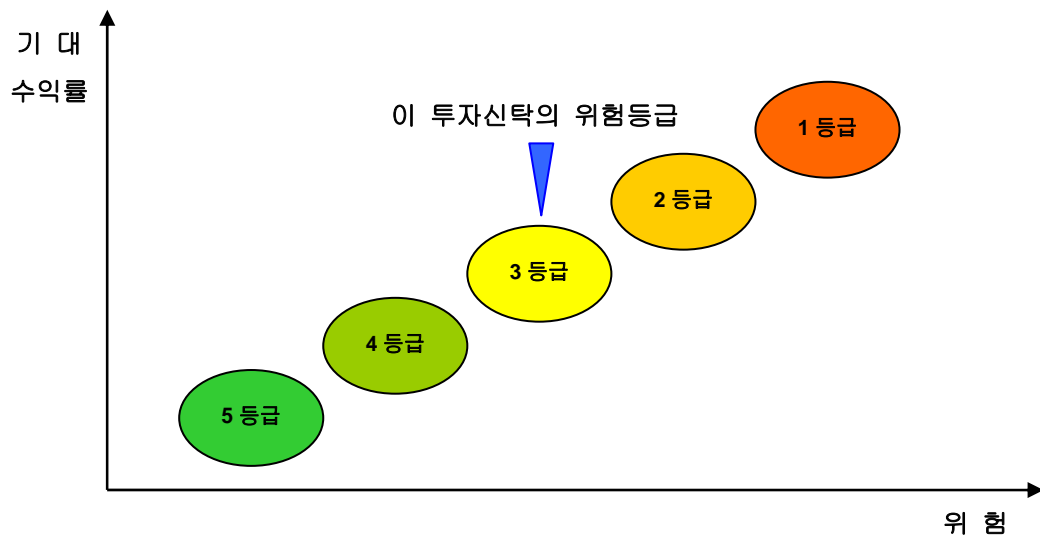 기 대
수익률
이 투자신탁의 위험등급
1 등급
2 등급
3 등급
4 등급
5 등급
위 험